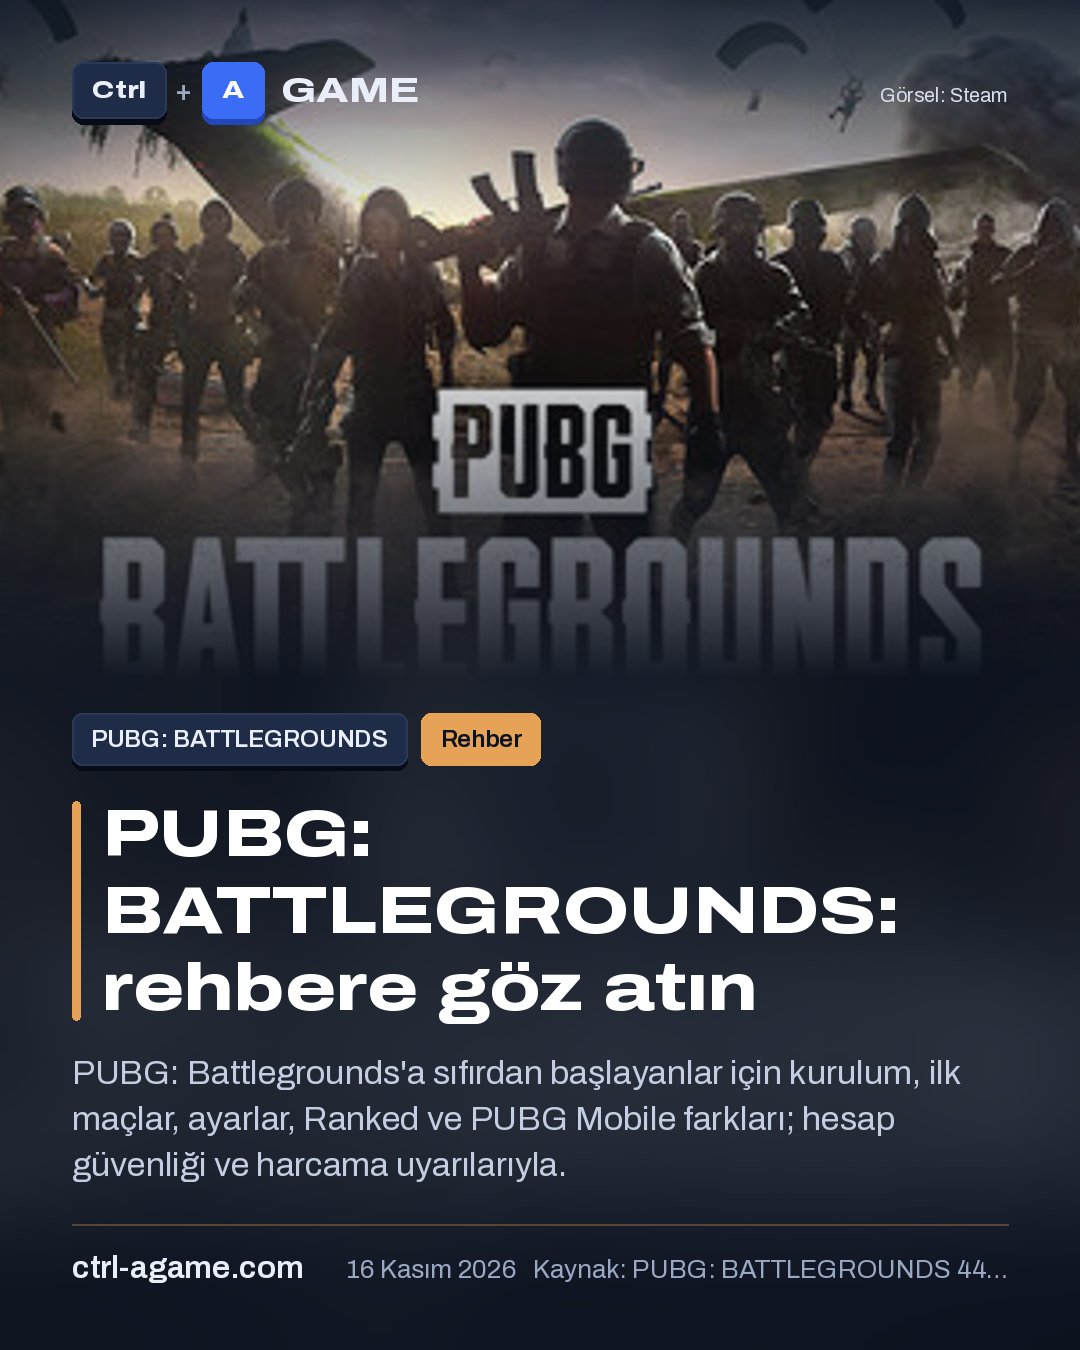 Ctrl + A GAME
Görsel: Steam
PUBG
BATTLEGROUNDS
PUBG: BATTLEGROUNDS
Rehber
PUBG:
BATTLEGROUNDS:
rehbere göz atın
PUBG: Battlegrounds'a sıfırdan başlayanlar için kurulum, ilk
maçlar, ayarlar, Ranked ve PUBG Mobile farkları; hesap
güvenliği ve harcama uyarılarıyla.
ctrl-agame.com
16 Kasım 2026 Kaynak: PUBG: BATTLEGROUNDS 44...